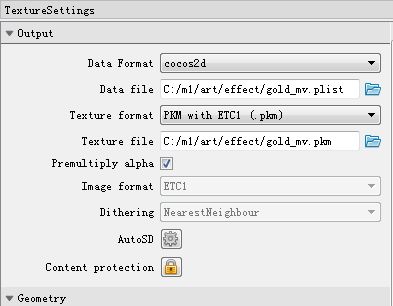 TextureSettings
Output
Data Format cocos2d
Data file C:/m1/art/effect/gold_mv.plist
Texture format PKM with ETC1 (.pkm)
Texture file C:/m1/art/effect/gold_mv.pkm
Premultiply alpha
Image format ETC1
Dithering NearestNeighbour
AutoSD
Content protection
Geometry